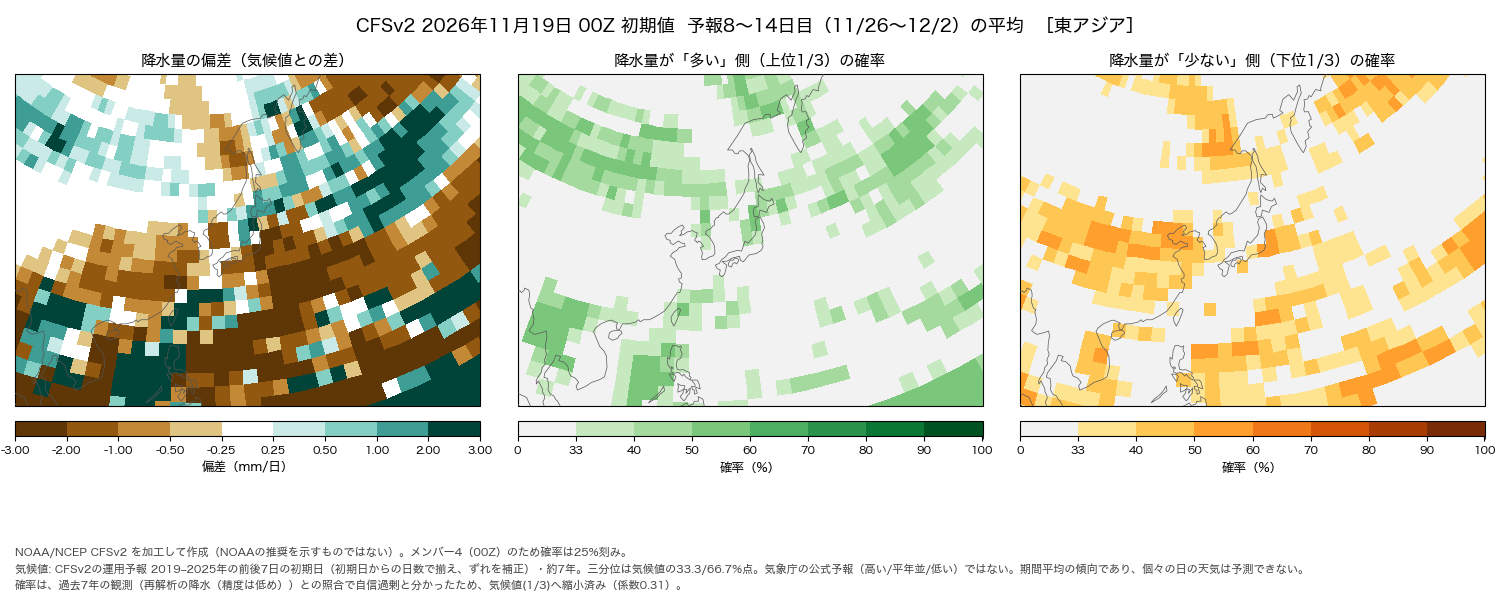 CFSv2 2026年11月19日 00Z 初期値 予報8～14日目（11/26～12/2）の平均 ［東アジア］
降水量の偏差（気候値との差）
降水量が「多い」側（上位1/3）の確率
降水量が「少ない」側（下位1/3）の確率
-3.00 -2.00 -1.00 -0.50 -0.25 0.25 0.50 1.00 2.00 3.00
偏差（mm/日）
0 33 40 50 60 70 80 90 100
確率（%）
0 33 40 50 60 70 80 90 100
確率（%）
NOAA/NCEP CFSv2 を加工して作成（NOAAの推奨を示すものではない）。メンバー4（00Z）のため確率は25%刻み。
気候値: CFSv2の運用予報 2019–2025年の前後7日の初期日（初期日からの日数で揃え、ずれを補正）・約7年。三分位は気候値の33.3/66.7%点。気象庁の公式予報（高い/平年並/低い）ではない。期間平均の傾向であり、個々の日の天気は予測できない。
確率は、過去7年の観測（再解析の降水（精度は低め））との照合で自信過剰と分かったため、気候値(1/3)へ縮小済み（係数0.31）。